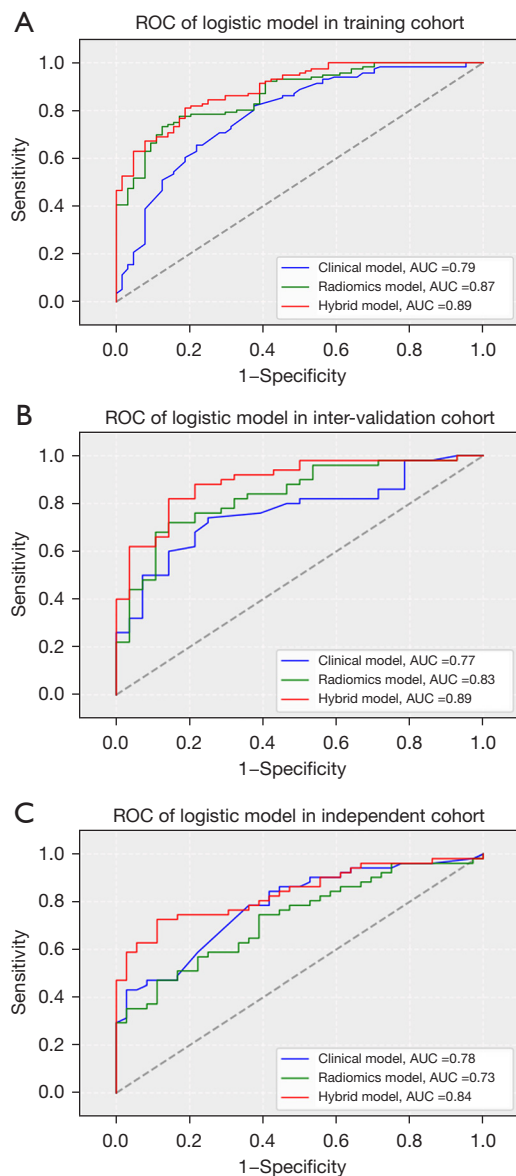 A
ROC of logistic model in training cohort
1.0
0.8
0.6
0.4
0.2
0.0
Sensitivity
Clinical model, AUC =0.79
Radiomics model, AUC =0.87
Hybrid model, AUC =0.89
0.0 0.2 0.4 0.6 0.8 1.0
1−Specificity
B
ROC of logistic model in inter-validation cohort
1.0
0.8
0.6
0.4
0.2
0.0
Sensitivity
Clinical model, AUC =0.77
Radiomics model, AUC =0.83
Hybrid model, AUC =0.89
0.0 0.2 0.4 0.6 0.8 1.0
1−Specificity
C
ROC of logistic model in independent cohort
1.0
0.8
0.6
0.4
0.2
0.0
Sensitivity
Clinical model, AUC =0.78
Radiomics model, AUC =0.73
Hybrid model, AUC =0.84
0.0 0.2 0.4 0.6 0.8 1.0
1−Specificity